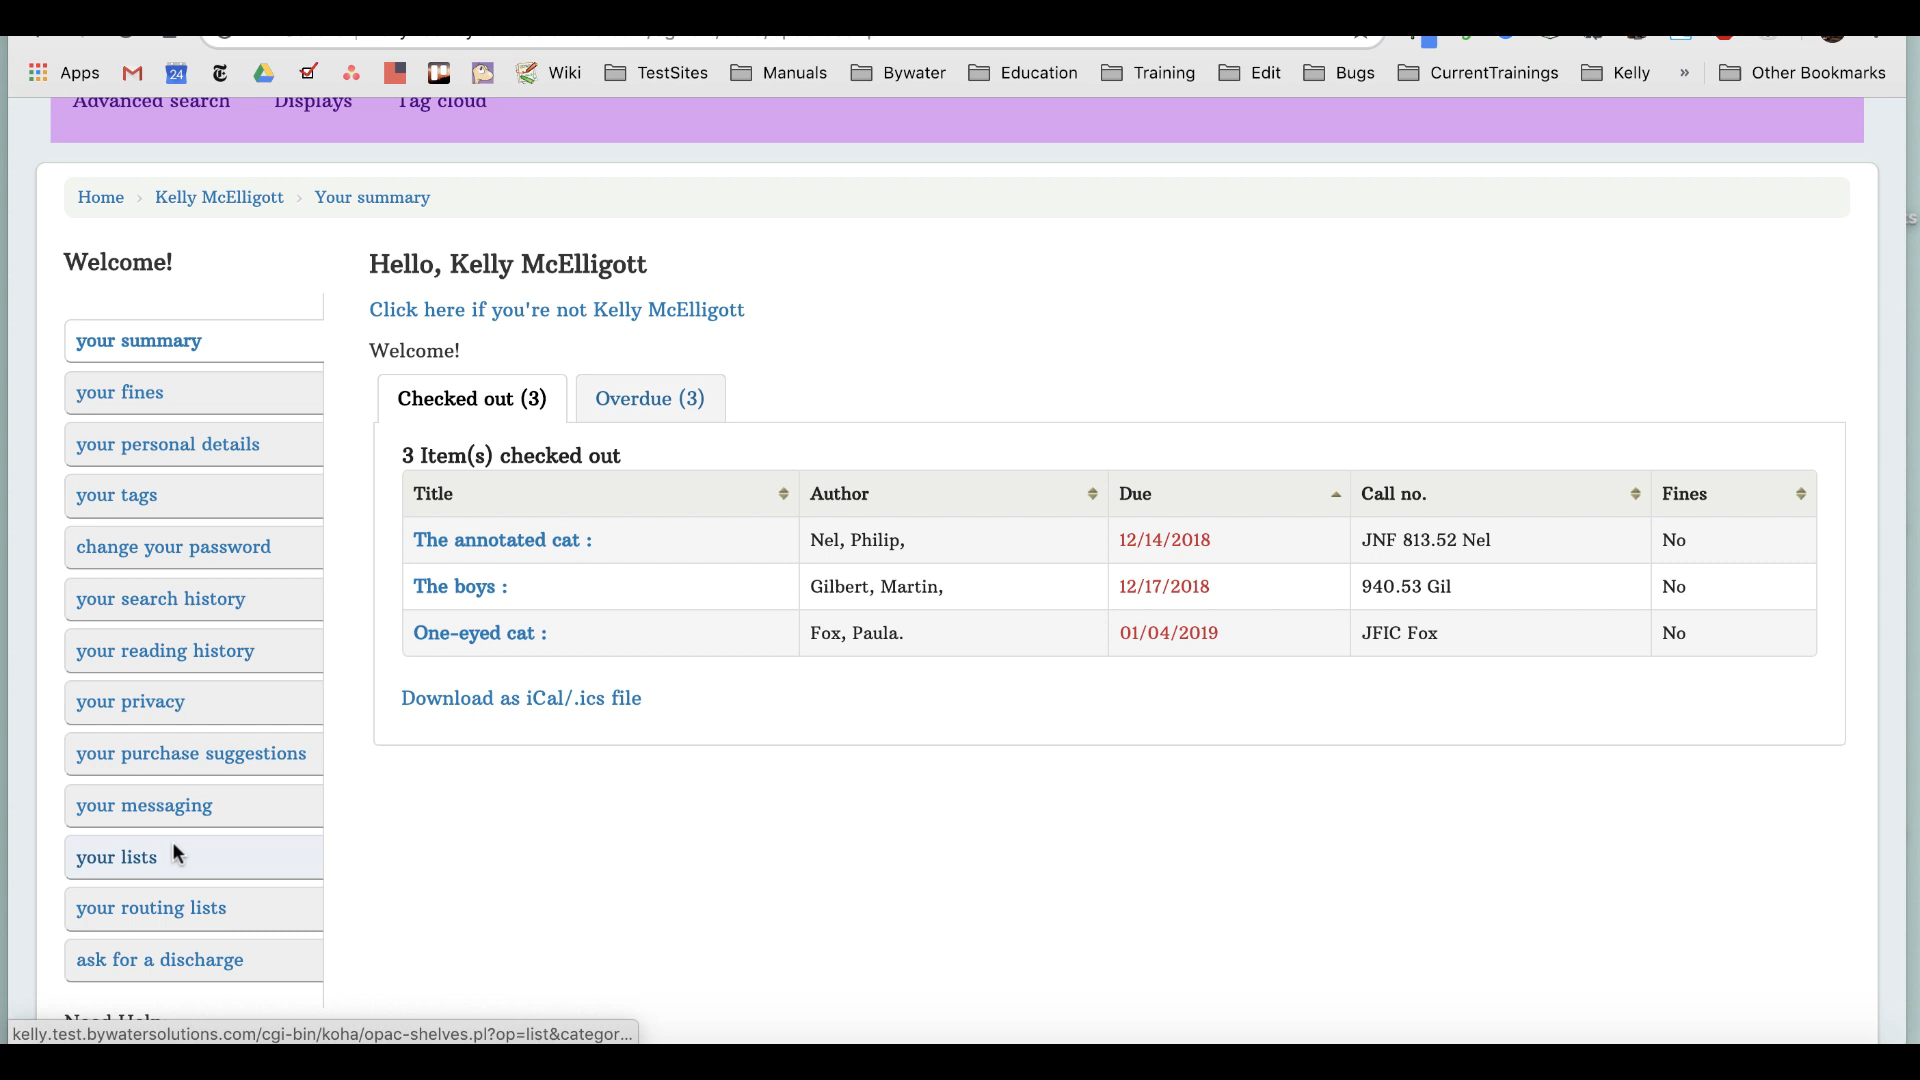 Apps 24 Wiki TestSites Manuals Bywater Education Training Edit Bugs CurrentTrainings Kelly » Other Bookmarks
Advanced search Displays Tag cloud
Home › Kelly McElligott › Your summary
Welcome!
your summary
your fines
your personal details
your tags
change your password
your search history
your reading history
your privacy
your purchase suggestions
your messaging
your lists
your routing lists
ask for a discharge
Need Help
Hello, Kelly McElligott
Click here if you're not Kelly McElligott
Welcome!
Checked out (3) Overdue (3)
3 Item(s) checked out
Title Author Due Call no. Fines
The annotated cat : Nel, Philip, 12/14/2018 JNF 813.52 Nel No
The boys : Gilbert, Martin, 12/17/2018 940.53 Gil No
One-eyed cat : Fox, Paula. 01/04/2019 JFIC Fox No
Download as iCal/.ics file
kelly.test.bywatersolutions.com/cgi-bin/koha/opac-shelves.pl?op=list&categor...